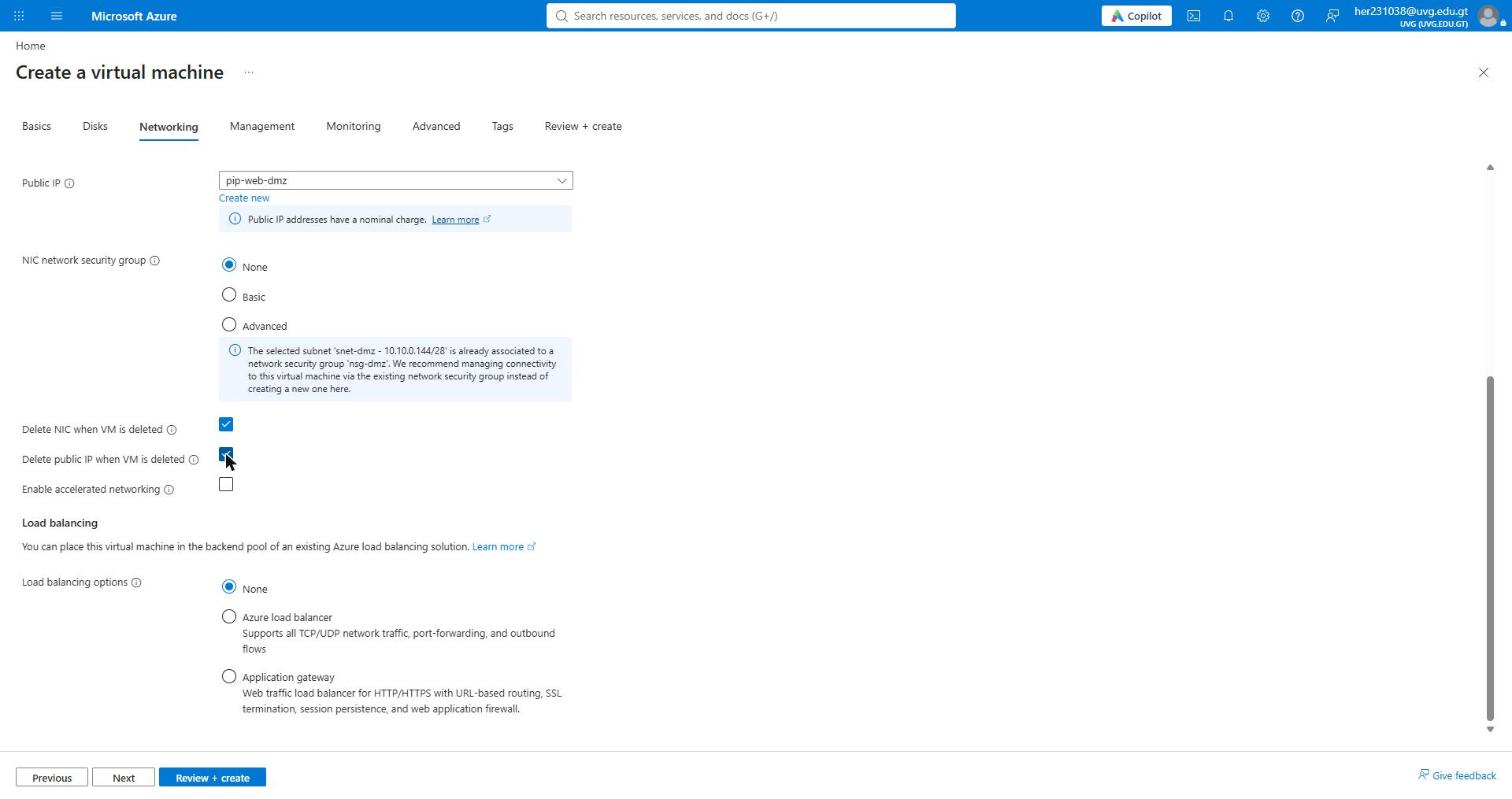 Microsoft Azure
Search resources, services, and docs (G+/)
Copilot
her231038@uvg.edu.gt
UVG (UVG.EDU.GT)
Home
Create a virtual machine
...
Basics
Disks
Networking
Management
Monitoring
Advanced
Tags
Review + create
Public IP
pip-web-dmz
Create new
Public IP addresses have a nominal charge. Learn more
NIC network security group
None
Basic
Advanced
The selected subnet 'snet-dmz - 10.10.0.144/28' is already associated to a
network security group 'nsg-dmz'. We recommend managing connectivity
to this virtual machine via the existing network security group instead of
creating a new one here.
Delete NIC when VM is deleted
Delete public IP when VM is deleted
Enable accelerated networking
Load balancing
You can place this virtual machine in the backend pool of an existing Azure load balancing solution. Learn more
Load balancing options
None
Azure load balancer
Supports all TCP/UDP network traffic, port-forwarding, and outbound
flows
Application gateway
Web traffic load balancer for HTTP/HTTPS with URL-based routing, SSL
termination, session persistence, and web application firewall.
Previous
Next
Review + create
Give feedback